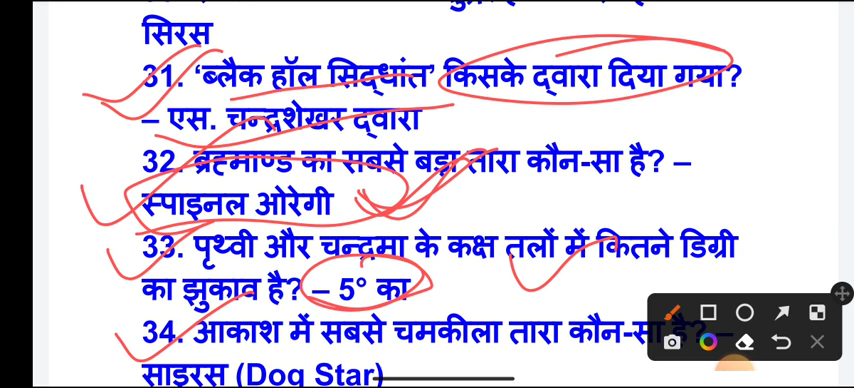 सिरस
31. ‘ब्लैक हॉल सिद्धांत’ किसके द्वारा दिया गया?
– एस. चन्द्रशेखर द्वारा
32. ब्रह्माण्ड का सबसे बड़ा तारा कौन-सा है? –
स्पाइनल ओरेगी
33. पृथ्वी और चन्द्रमा के कक्ष तलों में कितने डिग्री
का झुकाव है? – 5° का
34. आकाश में सबसे चमकीला तारा कौन-सा है? –
साइरस (Dog Star)